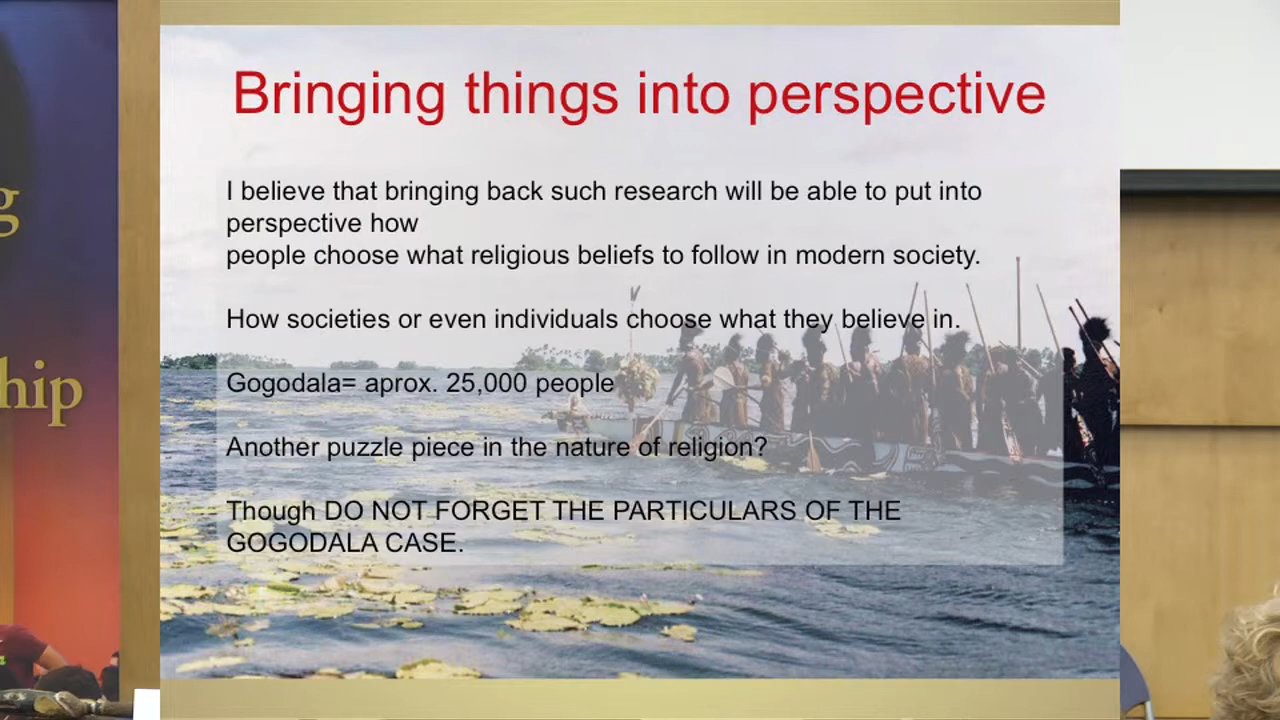 Bringing things into perspective
I believe that bringing back such research will be able to put into
perspective how
people choose what religious beliefs to follow in modern society.
How societies or even individuals choose what they believe in.
Gogodala= aprox. 25,000 people
Another puzzle piece in the nature of religion?
Though DO NOT FORGET THE PARTICULARS OF THE
GOGODALA CASE.
g
hip